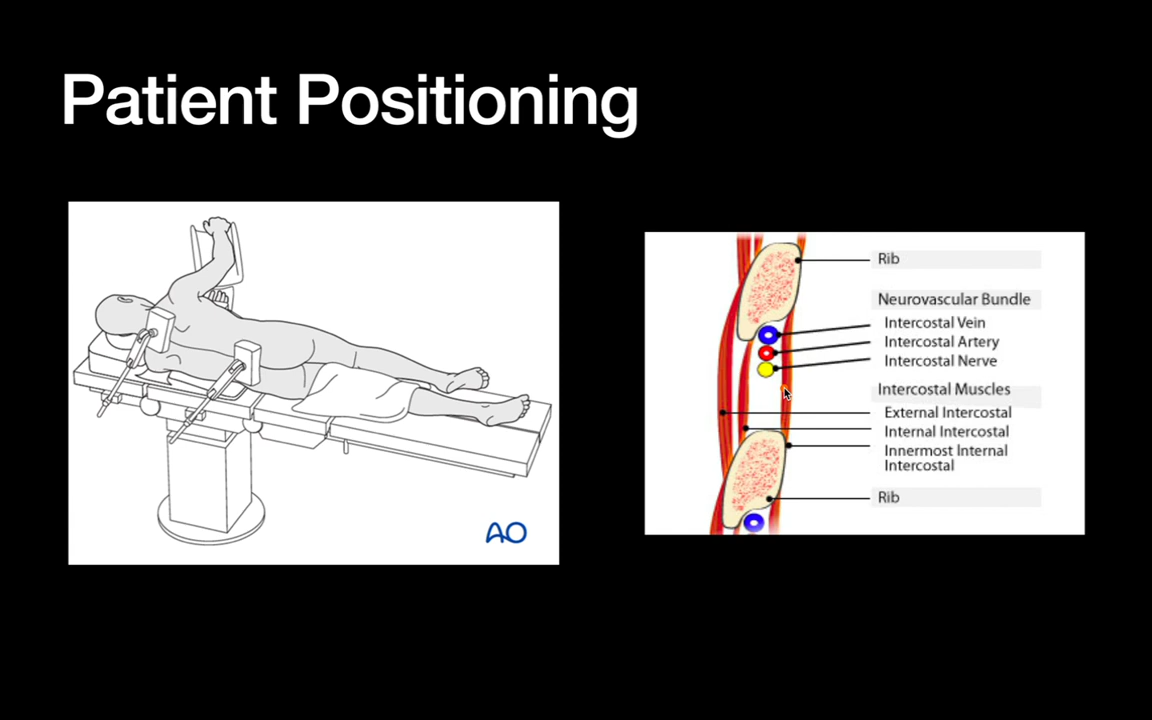 Patient Positioning
AO
Rib
Neurovascular Bundle
Intercostal Vein
Intercostal Artery
Intercostal Nerve
Intercostal Muscles
External Intercostal
Internal Intercostal
Innermost Internal
Intercostal
Rib